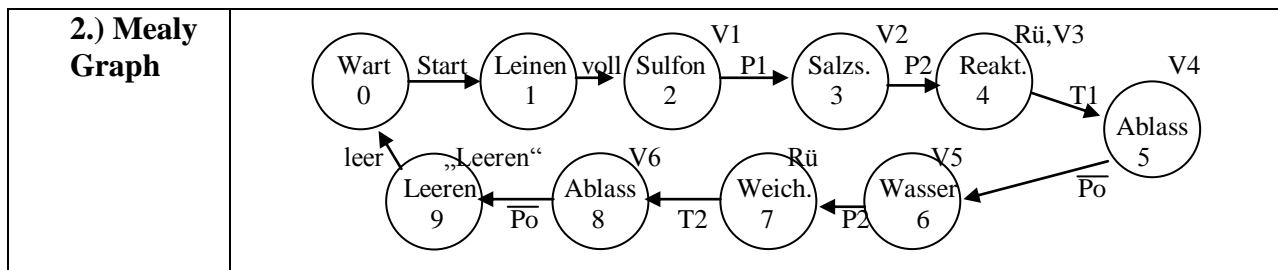 2.) Mealy
Graph
V1 V2 Rü,V3
V4
Wart Start Leinen voll Sulfon P1 Salzs. P2 Reakt.
0 1 2 3 4
T1
Ablass
5
leer „Leeren“ V6 Rü V5
Leeren Ablass Weich. Wasser
9 8 7 6
P̅o̅ T2 P2 P̅o̅